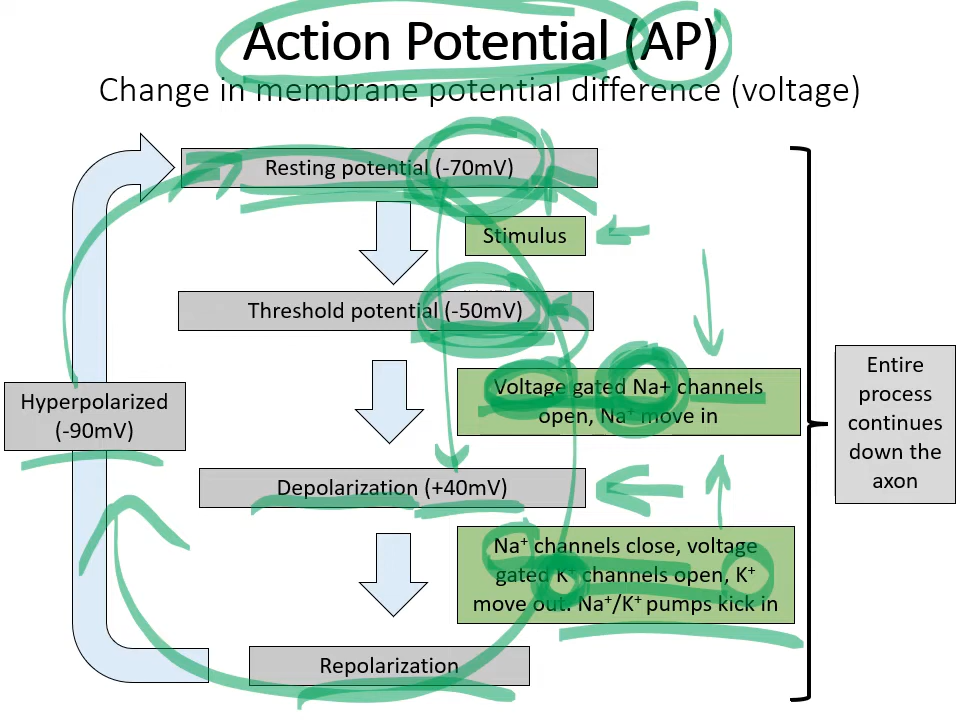 Action Potential (AP)
Change in membrane potential difference (voltage)
Resting potential (-70mV)
Stimulus
Threshold potential (-50mV)
Voltage gated Na+ channels
open, Na⁺ move in
Hyperpolarized
(-90mV)
Depolarization (+40mV)
Na⁺ channels close, voltage
gated K⁺ channels open, K⁺
move out. Na⁺/K⁺ pumps kick in
Repolarization
Entire
process
continues
down the
axon